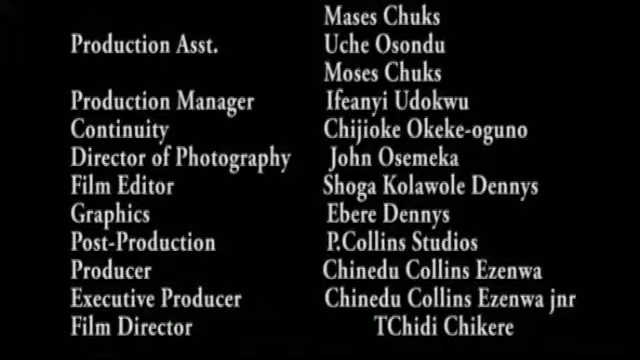 Mases Chuks
Production Asst. Uche Osondu
Moses Chuks
Production Manager Ifeanyi Udokwu
Continuity Chijioke Okeke-oguno
Director of Photography John Osemeka
Film Editor Shoga Kolawole Dennys
Graphics Ebere Dennys
Post-Production P.Collins Studios
Producer Chinedu Collins Ezenwa
Executive Producer Chinedu Collins Ezenwa jnr
Film Director TChidi Chikere